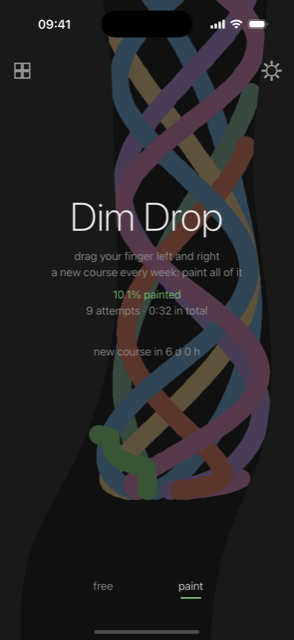 09:41
Dim Drop
drag your finger left and right
a new course every week: paint all of it
10.1% painted
9 attempts · 0:32 in total
new course in 6 d 0 h
free
paint